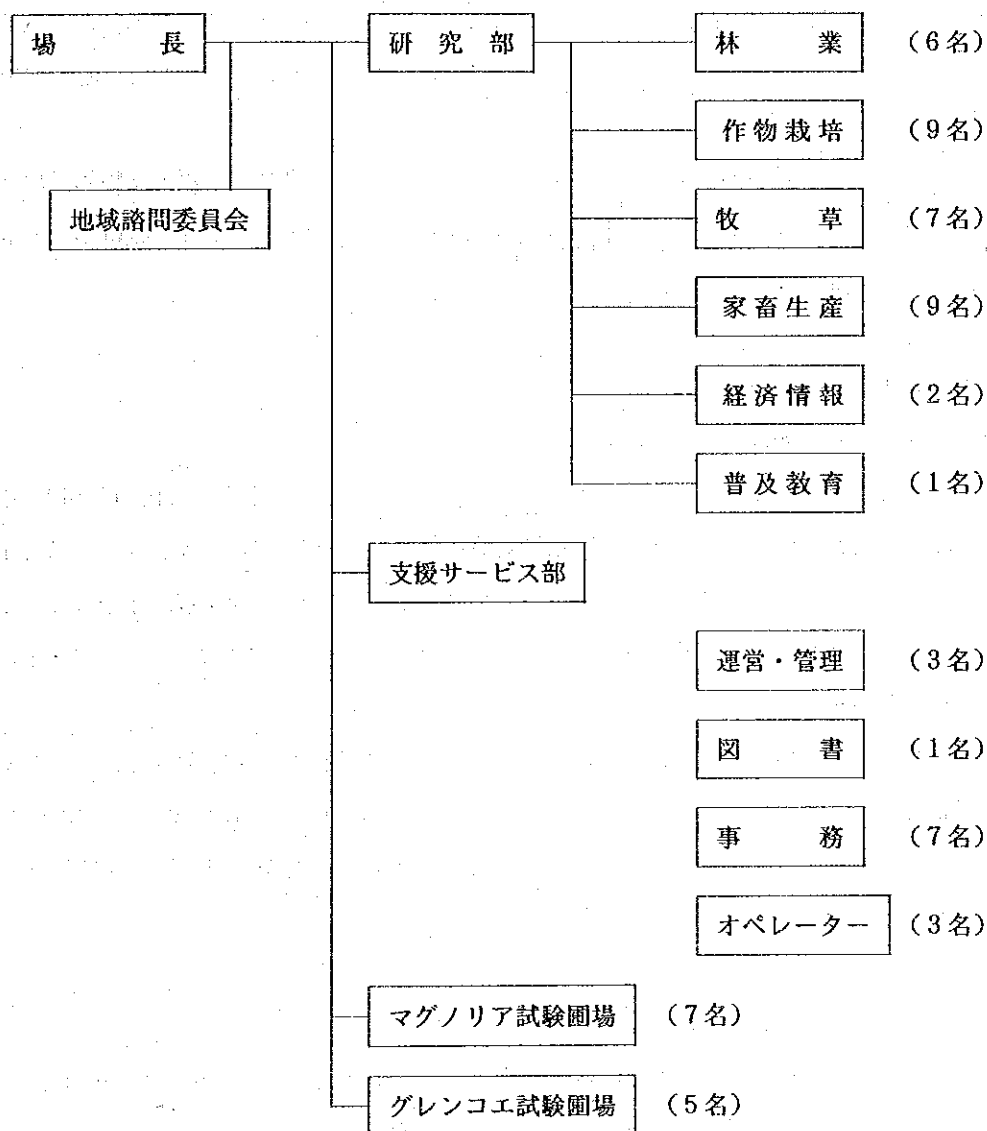 場長 研究部 林業 (6名)
作物栽培 (9名)
地域諮問委員会 牧草 (7名)
家畜生産 (9名)
経済情報 (2名)
普及教育 (1名)
支援サービス部
運営・管理 (3名)
図書 (1名)
事務 (7名)
オペレーター (3名)
マグノリア試験圃場 (7名)
グレンコエ試験圃場 (5名)